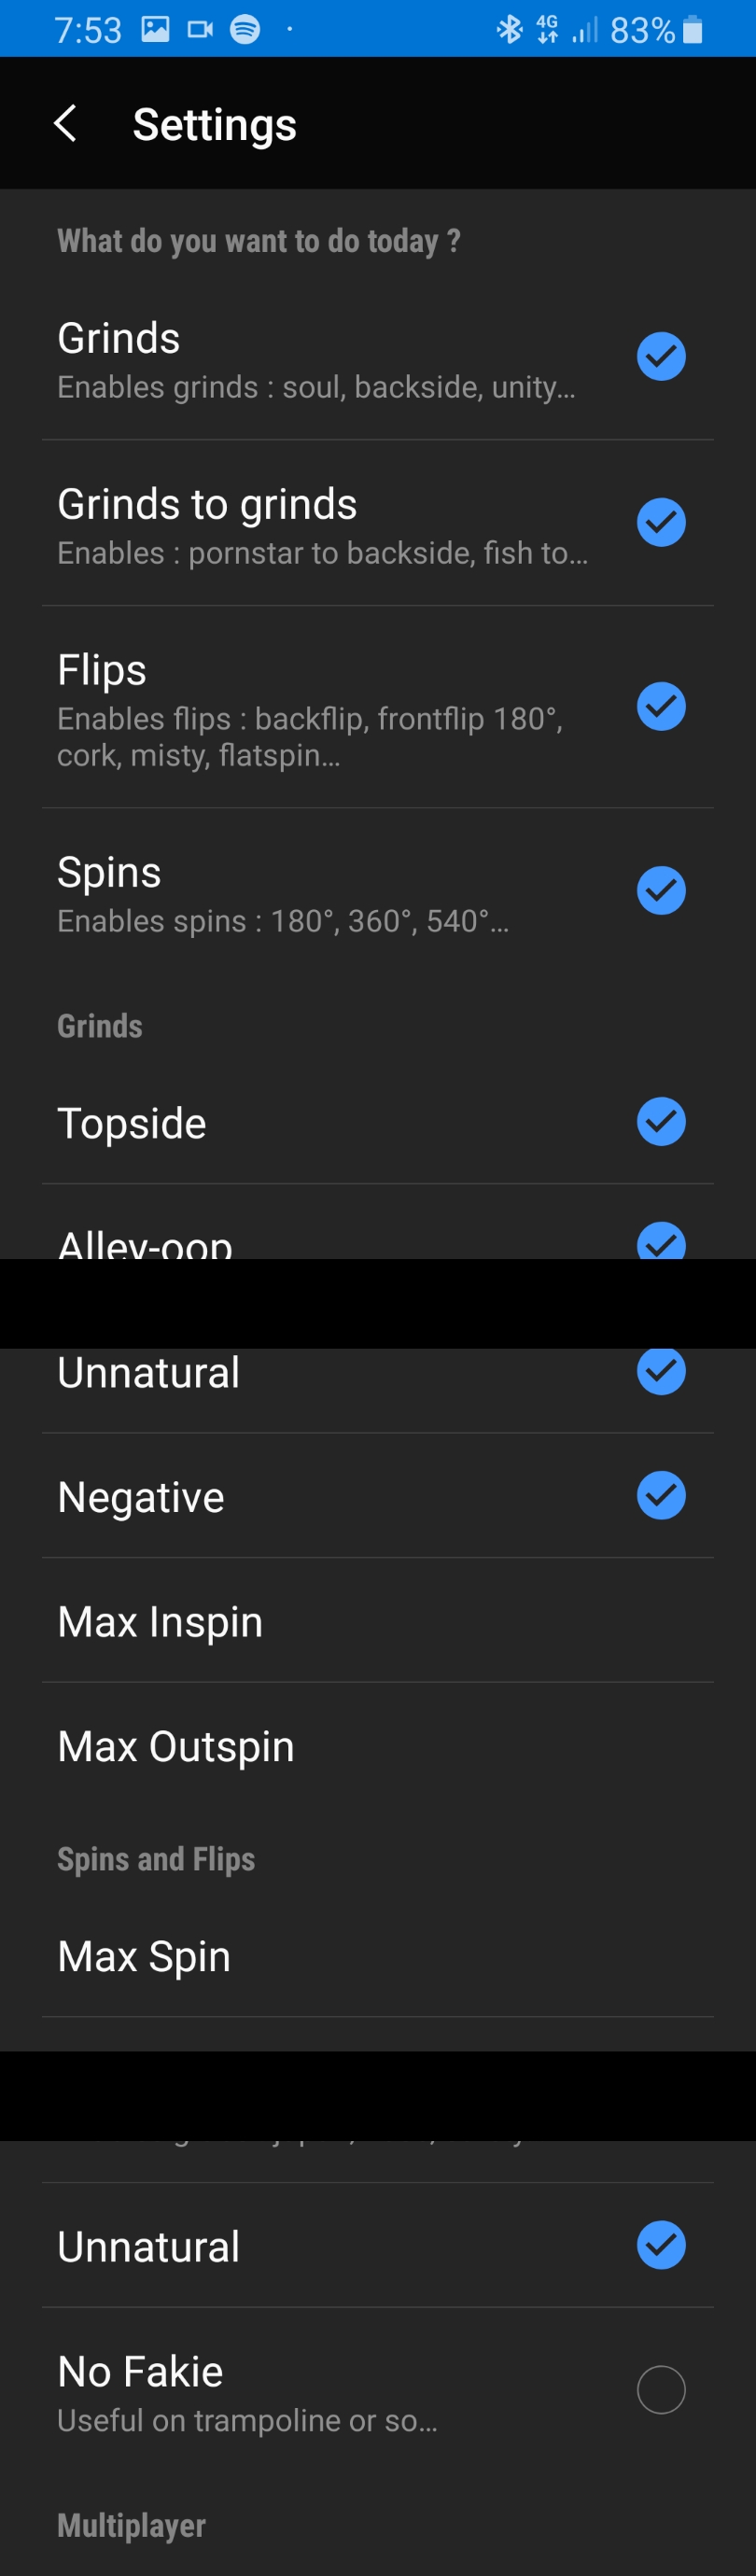 7:53
4G
83%
Settings
What do you want to do today ?
Grinds
Enables grinds : soul, backside, unity...
Grinds to grinds
Enables : pornstar to backside, fish to...
Flips
Enables flips : backflip, frontflip 180°,
cork, misty, flatspin...
Spins
Enables spins : 180°, 360°, 540°...
Grinds
Topside
Alley-oop
Unnatural
Negative
Max Inspin
Max Outspin
Spins and Flips
Max Spin
Unnatural
No Fakie
Useful on trampoline or so...
Multiplayer